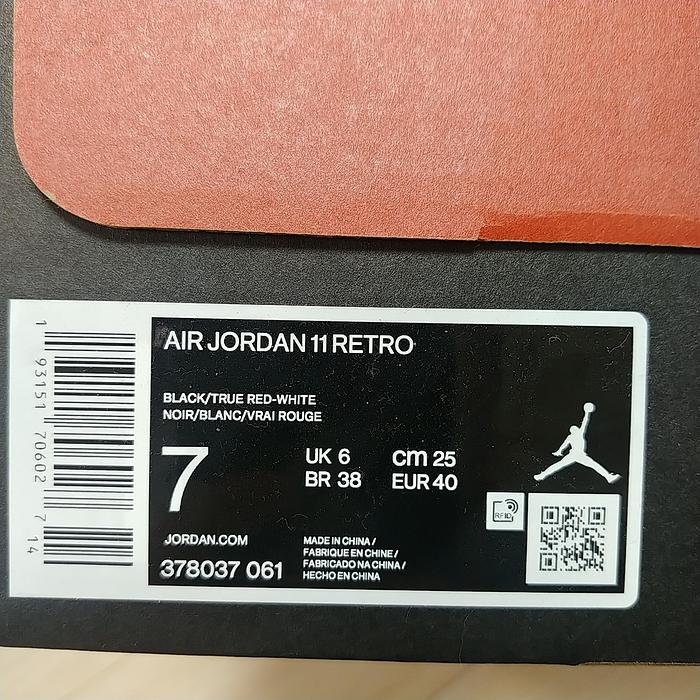 AIR JORDAN 11 RETRO
BLACK/TRUE RED-WHITE
NOIR/BLANC/VRAI ROUGE
7
UK 6 cm 25
BR 38 EUR 40
JORDAN.COM
378037 061
MADE IN CHINA /
FABRIQUE EN CHINE /
FABRICADO NA CHINA /
HECHO EN CHINA
RFID
1 93151 70602 7 14